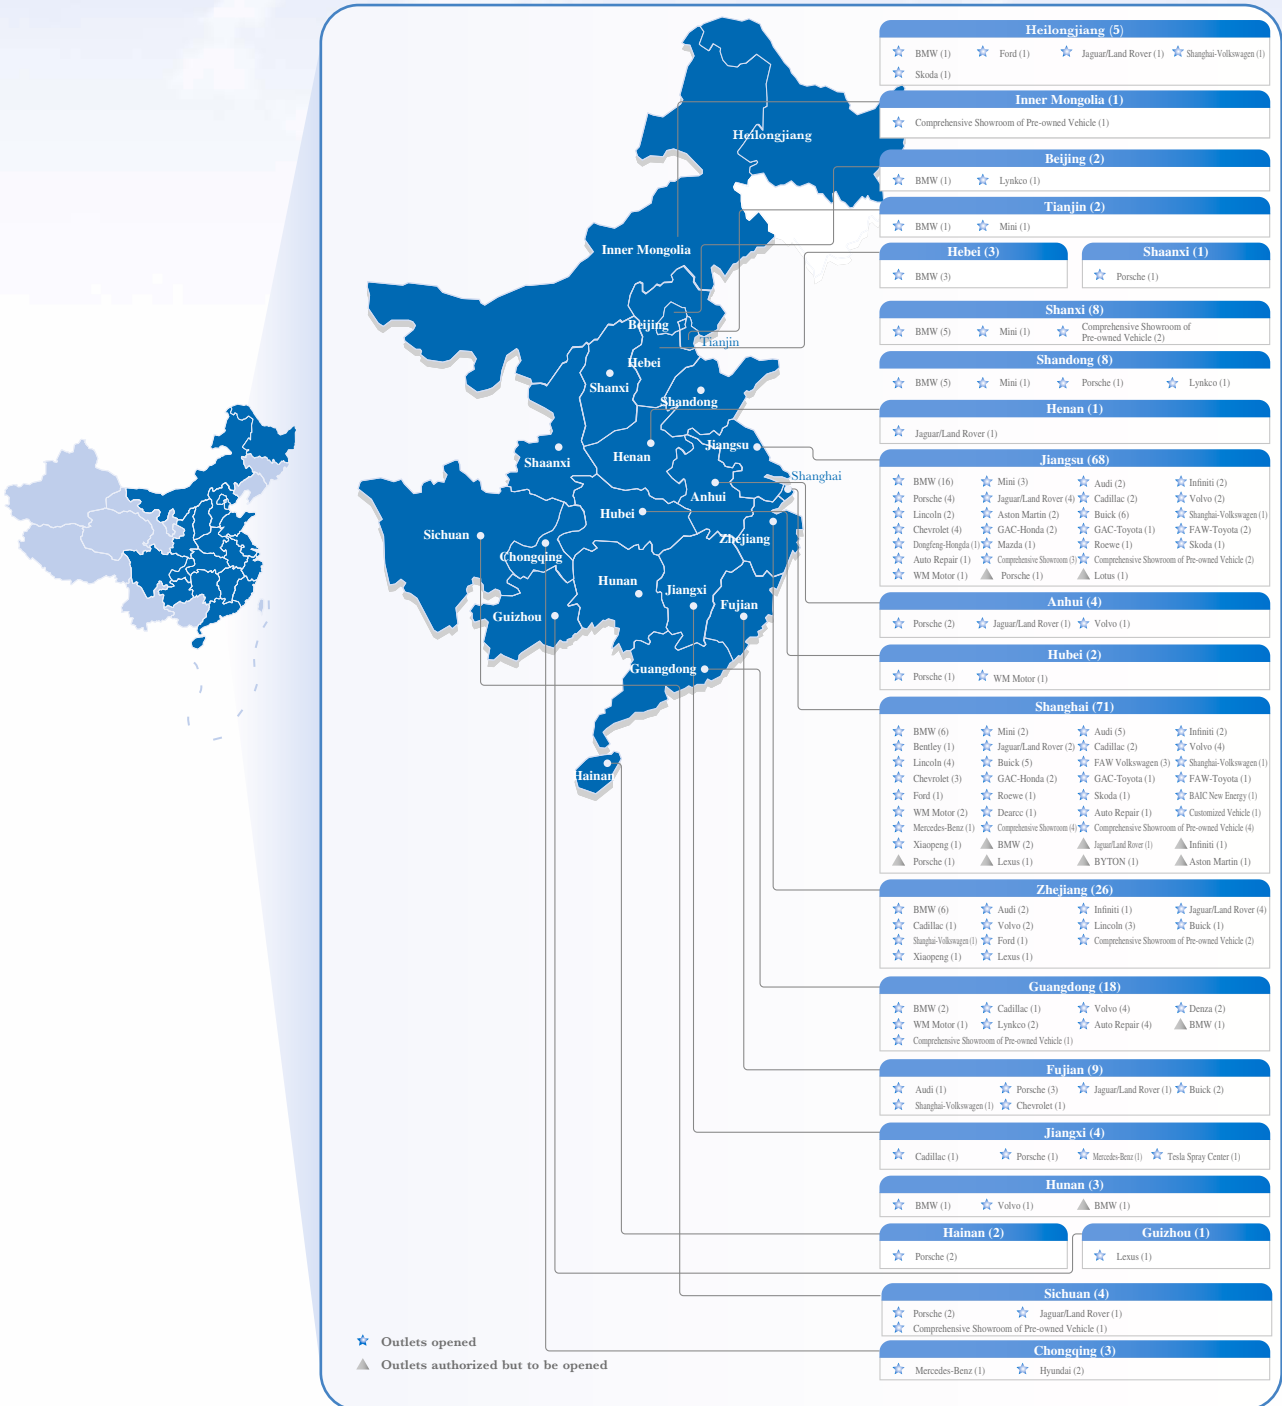 Heilongjiang
Inner Mongolia
Beijing
Tianjin
Hebei
Shanxi
Shandong
Shaanxi
Henan
Jiangsu
Shanghai
Anhui
Hubei
Sichuan
Chongqing
Zhejiang
Hunan
Jiangxi
Guizhou
Fujian
Guangdong
Hainan
Heilongjiang (5)
BMW (1) Ford (1) Jaguar/Land Rover (1) Shanghai-Volkswagen (1)
Skoda (1)
Inner Mongolia (1)
Comprehensive Showroom of Pre-owned Vehicle (1)
Beijing (2)
BMW (1) Lynkco (1)
Tianjin (2)
BMW (1) Mini (1)
Hebei (3)
BMW (3)
Shaanxi (1)
Porsche (1)
Shanxi (8)
BMW (5) Mini (1) Comprehensive Showroom of
Pre-owned Vehicle (2)
Shandong (8)
BMW (5) Mini (1) Porsche (1) Lynkco (1)
Henan (1)
Jaguar/Land Rover (1)
Jiangsu (68)
BMW (16) Mini (3) Audi (2) Infiniti (2)
Porsche (4) Jaguar/Land Rover (4) Cadillac (2) Volvo (2)
Lincoln (2) Aston Martin (2) Buick (6) Shanghai-Volkswagen (1)
Chevrolet (4) GAC-Honda (2) GAC-Toyota (1) FAW-Toyota (2)
Dongfeng-Hongda (1) Mazda (1) Roewe (1) Skoda (1)
Auto Repair (1) Comprehensive Showroom (3) Comprehensive Showroom of Pre-owned Vehicle (2)
WM Motor (1) Porsche (1) Lotus (1)
Anhui (4)
Porsche (2) Jaguar/Land Rover (1) Volvo (1)
Hubei (2)
Porsche (1) WM Motor (1)
Shanghai (71)
BMW (6) Mini (2) Audi (5) Infiniti (2)
Bentley (1) Jaguar/Land Rover (2) Cadillac (2) Volvo (4)
Lincoln (4) Buick (5) FAW Volkswagen (3) Shanghai-Volkswagen (1)
Chevrolet (3) GAC-Honda (2) GAC-Toyota (1) FAW-Toyota (1)
Ford (1) Roewe (1) Skoda (1) BAIC New Energy (1)
WM Motor (2) Dearcc (1) Auto Repair (1) Customized Vehicle (1)
Mercedes-Benz (1) Comprehensive Showroom (4) Comprehensive Showroom of Pre-owned Vehicle (4)
Xiaopeng (1) BMW (2) Jaguar/Land Rover (1) Infiniti (1)
Porsche (1) Lexus (1) BYTON (1) Aston Martin (1)
Zhejiang (26)
BMW (6) Audi (2) Infiniti (1) Jaguar/Land Rover (4)
Cadillac (1) Volvo (2) Lincoln (3) Buick (1)
Shanghai-Volkswagen (1) Ford (1) Comprehensive Showroom of Pre-owned Vehicle (2)
Xiaopeng (1) Lexus (1)
Guangdong (18)
BMW (2) Cadillac (1) Volvo (4) Denza (2)
WM Motor (1) Lynkco (2) Auto Repair (4) BMW (1)
Comprehensive Showroom of Pre-owned Vehicle (1)
Fujian (9)
Audi (1) Porsche (3) Jaguar/Land Rover (1) Buick (2)
Shanghai-Volkswagen (1) Chevrolet (1)
Jiangxi (4)
Cadillac (1) Porsche (1) Mercedes-Benz (1) Tesla Spray Center (1)
Hunan (3)
BMW (1) Volvo (1) BMW (1)
Hainan (2)
Porsche (2)
Guizhou (1)
Lexus (1)
Sichuan (4)
Porsche (2) Jaguar/Land Rover (1)
Comprehensive Showroom of Pre-owned Vehicle (1)
Chongqing (3)
Mercedes-Benz (1) Hyundai (2)
Outlets opened
Outlets authorized but to be opened